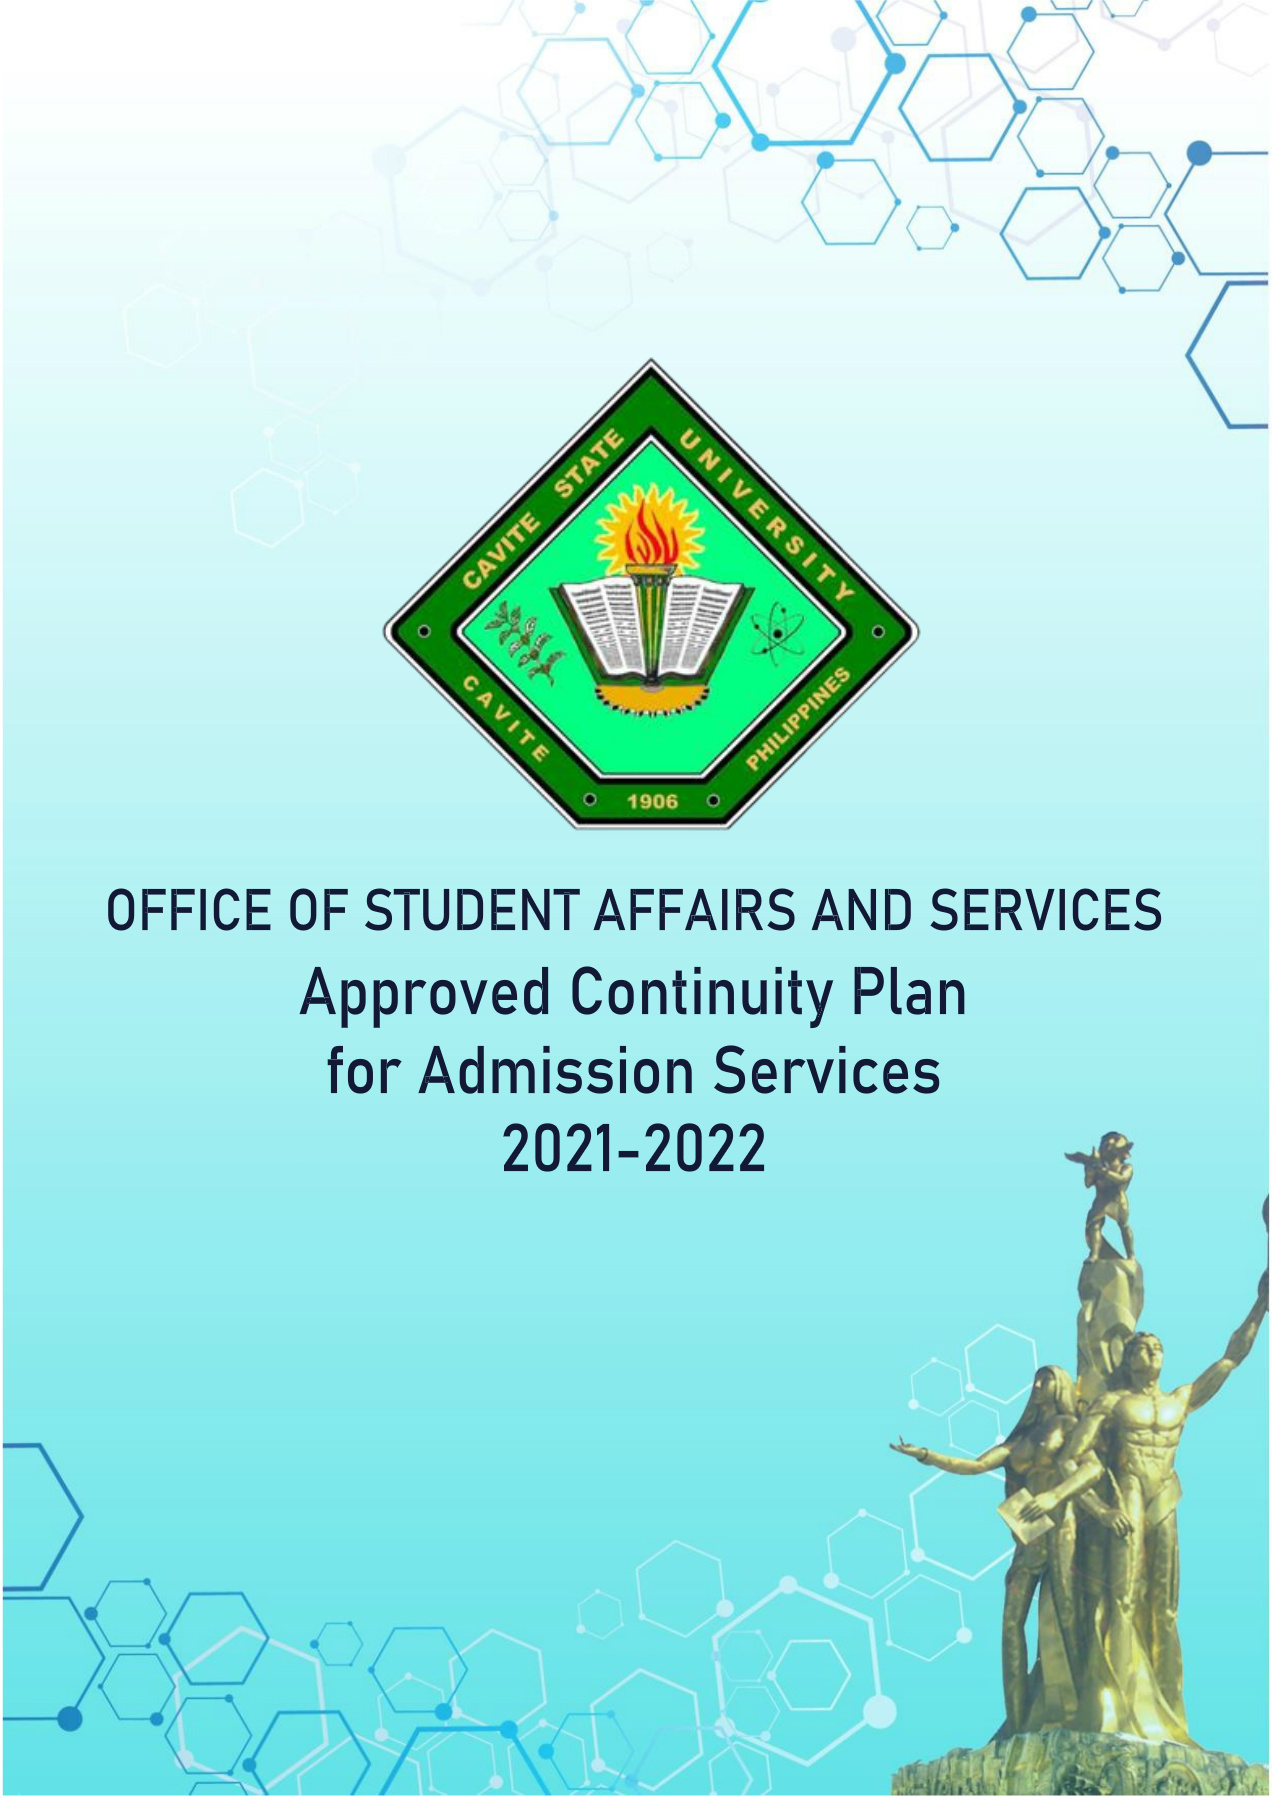 CAVITE STATE UNIVERSITY
CAVITE
PHILIPPINES
1906
OFFICE OF STUDENT AFFAIRS AND SERVICES
Approved Continuity Plan
for Admission Services
2021-2022